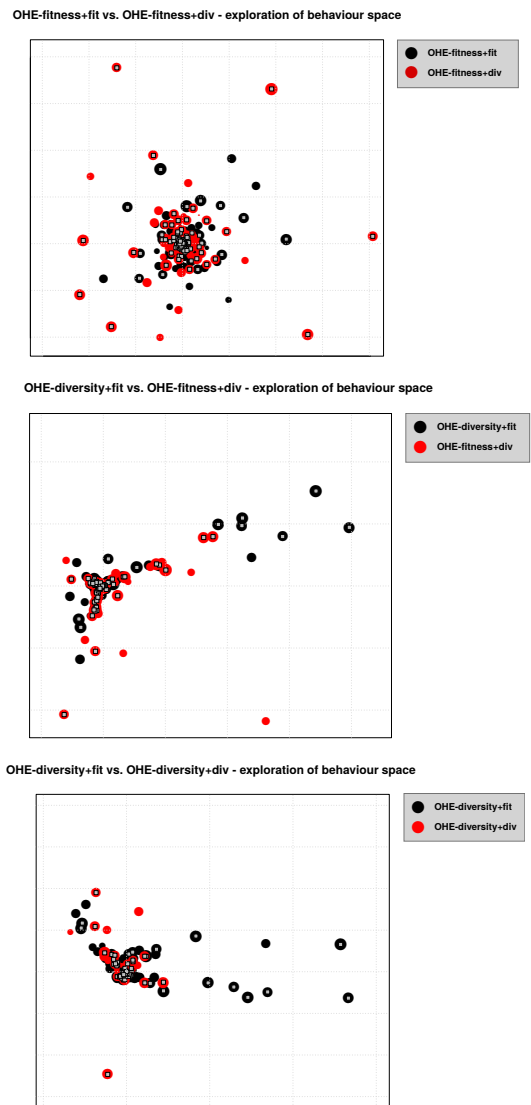 OHE-fitness+fit vs. OHE-fitness+div - exploration of behaviour space
OHE-fitness+fit
OHE-fitness+div
OHE-diversity+fit vs. OHE-fitness+div - exploration of behaviour space
OHE-diversity+fit
OHE-fitness+div
OHE-diversity+fit vs. OHE-diversity+div - exploration of behaviour space
OHE-diversity+fit
OHE-diversity+div